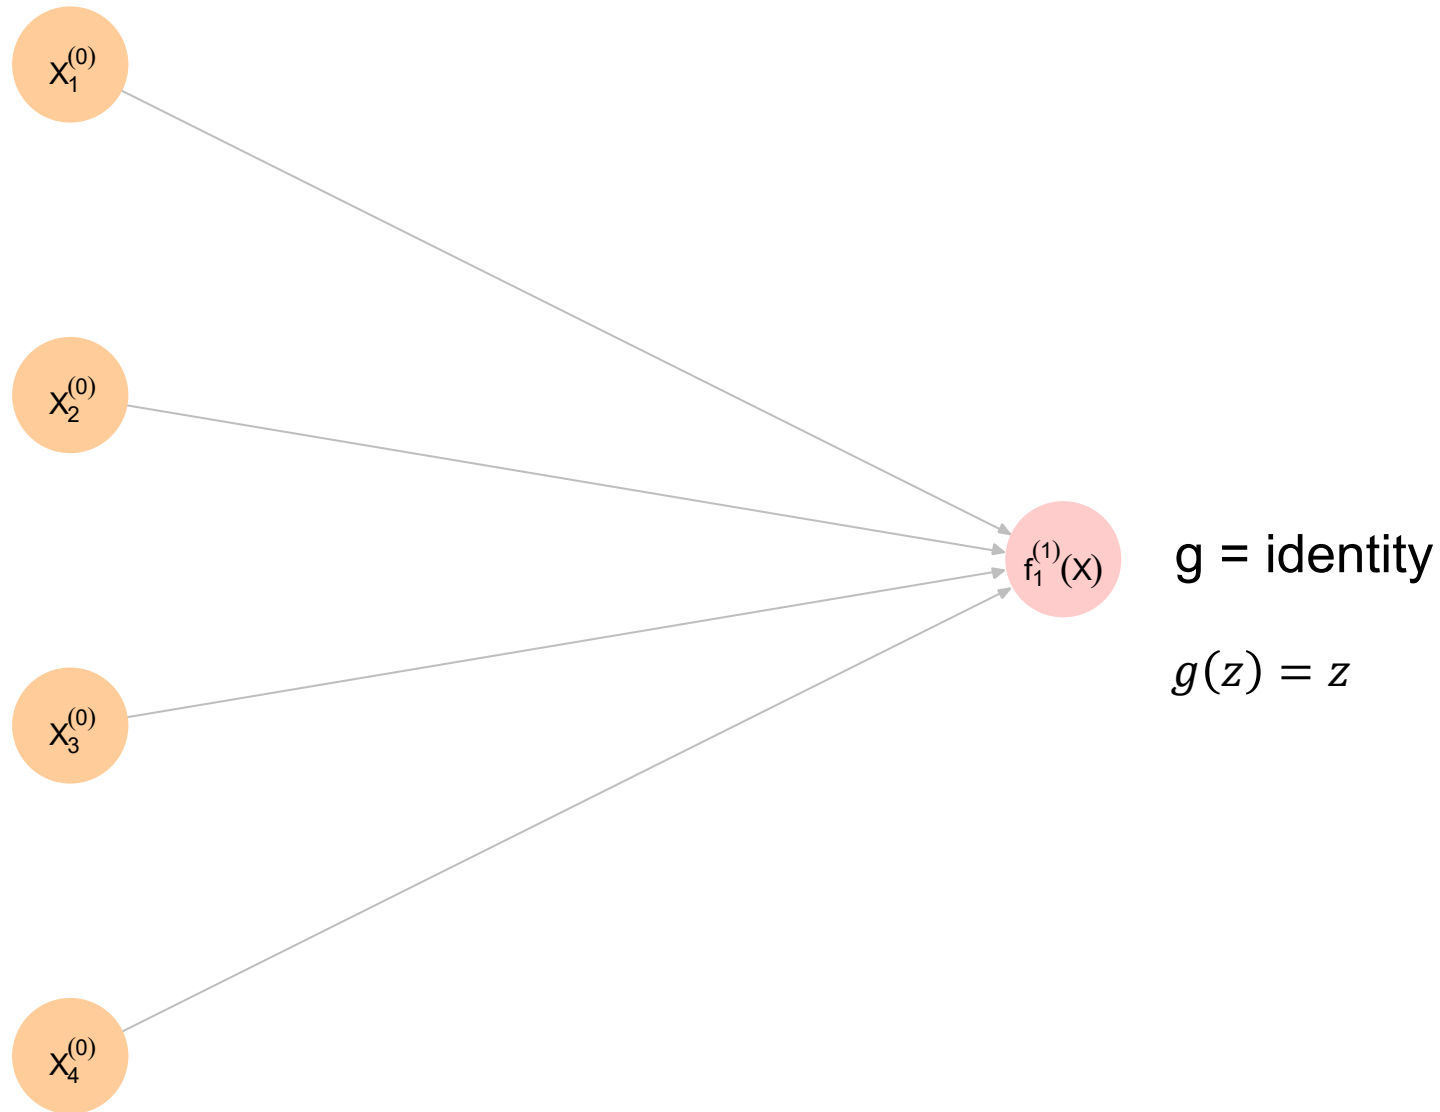 X₁⁽⁰⁾
X₂⁽⁰⁾
f₁⁽¹⁾(X)
g = identity
g(z) = z
X₃⁽⁰⁾
X₄⁽⁰⁾